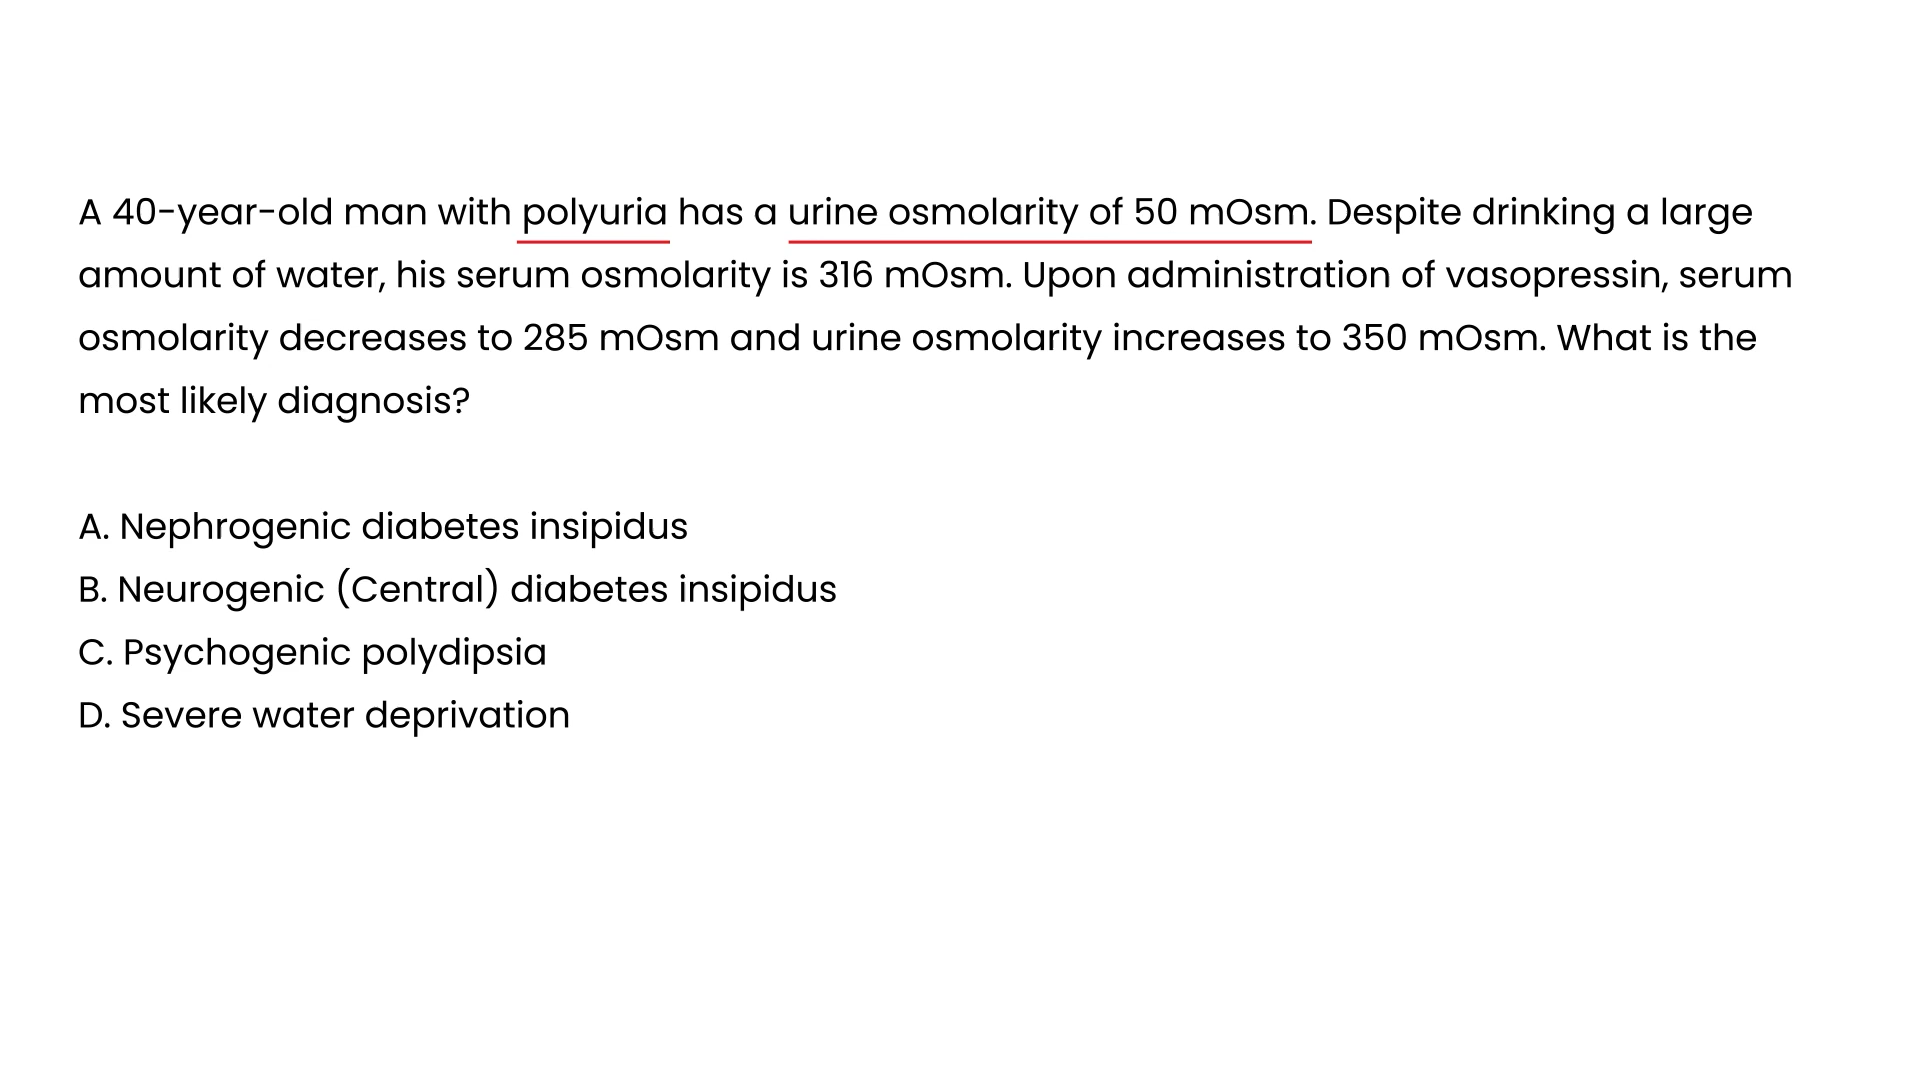 A 40-year-old man with polyuria has a urine osmolarity of 50 mOsm. Despite drinking a large
amount of water, his serum osmolarity is 316 mOsm. Upon administration of vasopressin, serum
osmolarity decreases to 285 mOsm and urine osmolarity increases to 350 mOsm. What is the
most likely diagnosis?
A. Nephrogenic diabetes insipidus
B. Neurogenic (Central) diabetes insipidus
C. Psychogenic polydipsia
D. Severe water deprivation